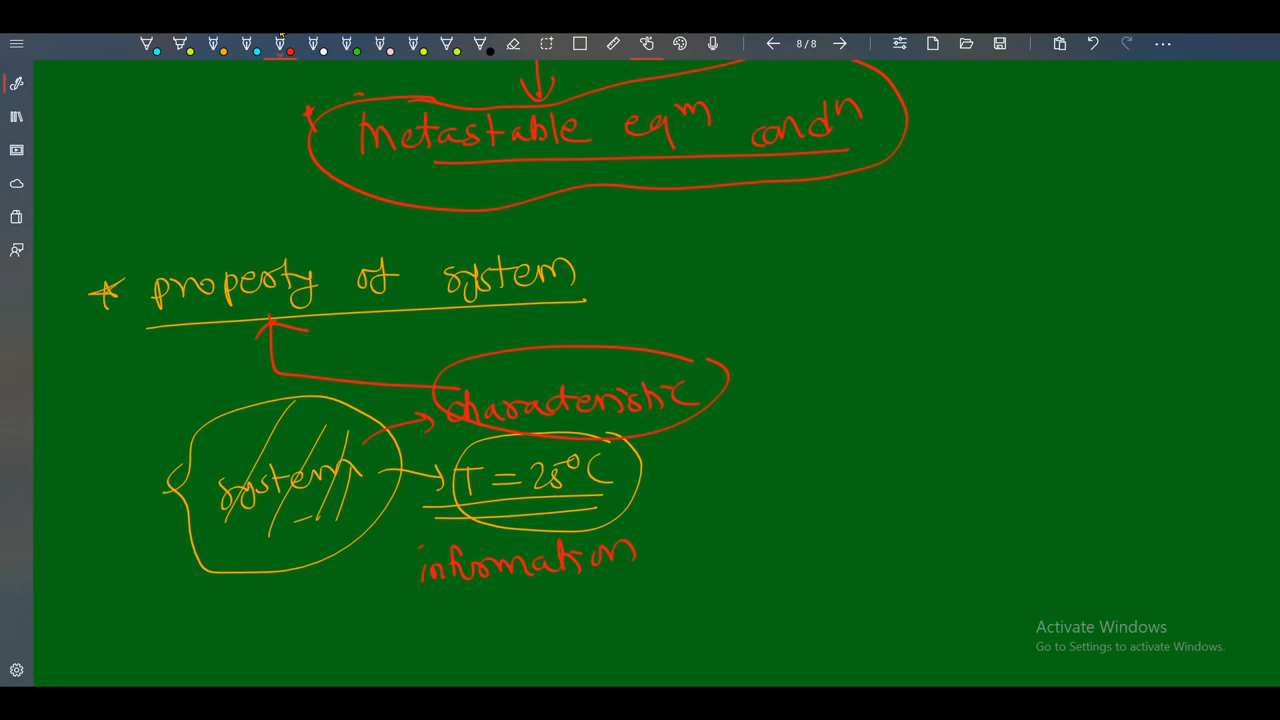 8/8
* Metastable eqm condn
* property of system
characteristic
system → T = 25°C
information
Activate Windows
Go to Settings to activate Windows.